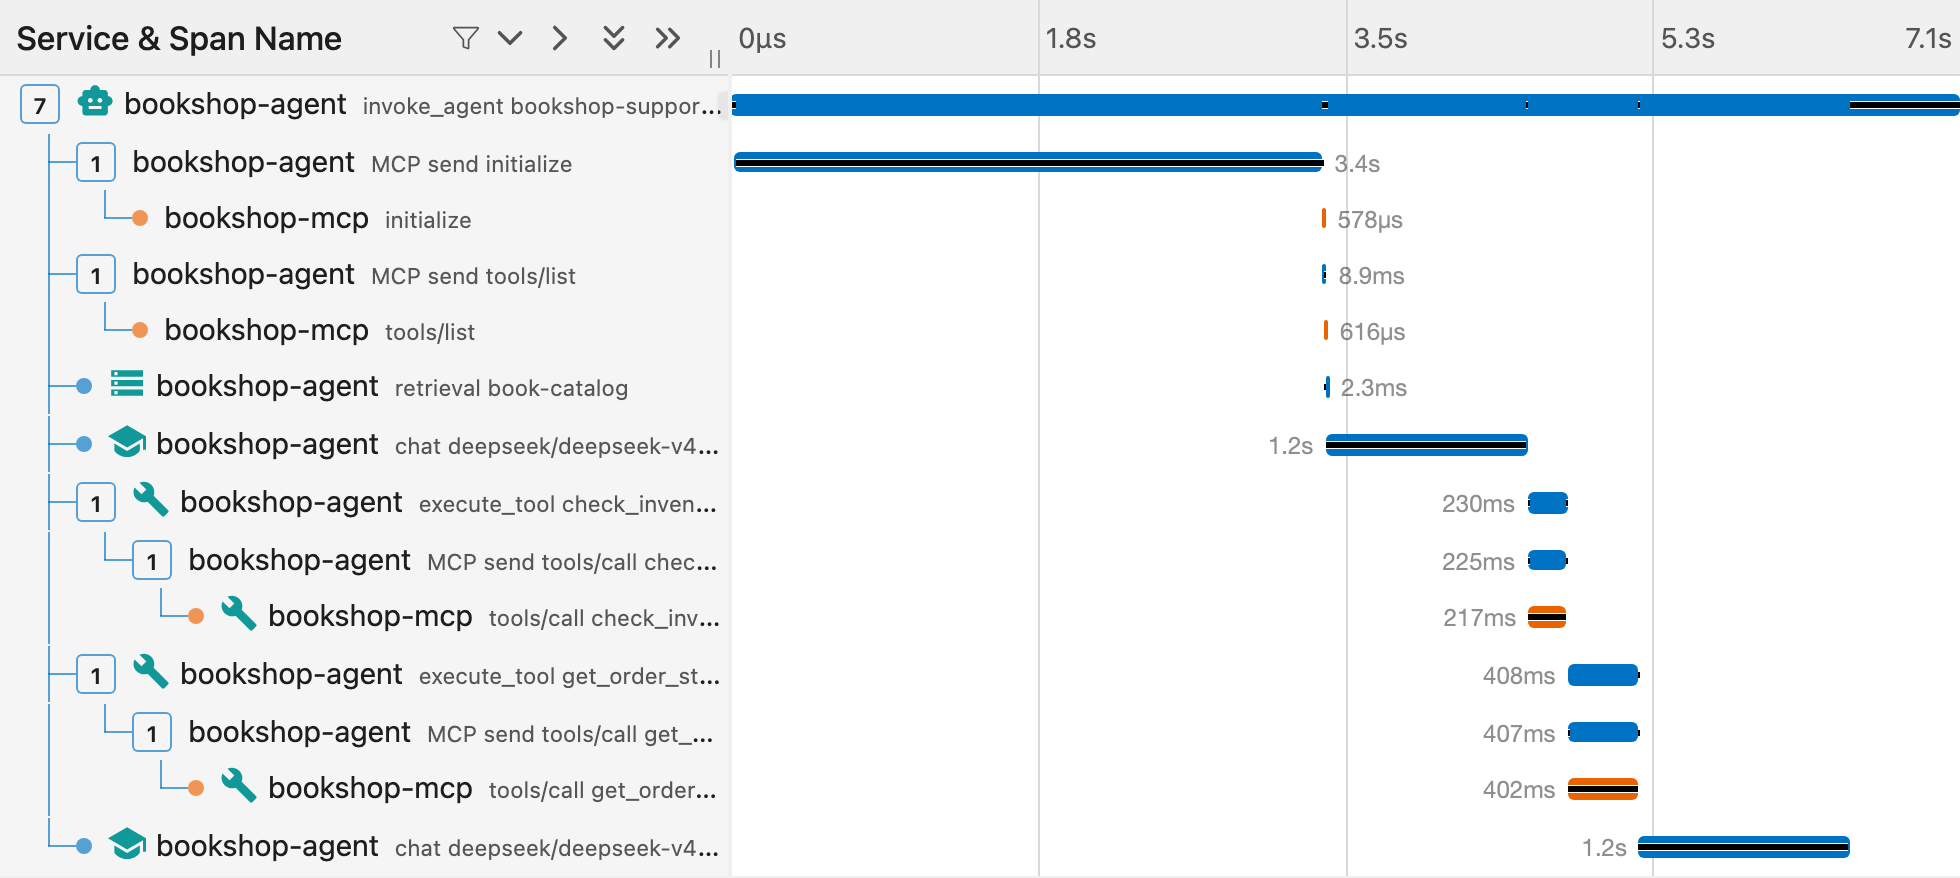 Service & Span Name 0μs 1.8s 3.5s 5.3s 7.1s
7 bookshop-agent invoke_agent bookshop-suppor...
1 bookshop-agent MCP send initialize 3.4s
bookshop-mcp initialize 578μs
1 bookshop-agent MCP send tools/list 8.9ms
bookshop-mcp tools/list 616μs
bookshop-agent retrieval book-catalog 2.3ms
bookshop-agent chat deepseek/deepseek-v4... 1.2s
1 bookshop-agent execute_tool check_inven... 230ms
1 bookshop-agent MCP send tools/call chec... 225ms
bookshop-mcp tools/call check_inv... 217ms
1 bookshop-agent execute_tool get_order_st... 408ms
1 bookshop-agent MCP send tools/call get_... 407ms
bookshop-mcp tools/call get_order... 402ms
bookshop-agent chat deepseek/deepseek-v4... 1.2s